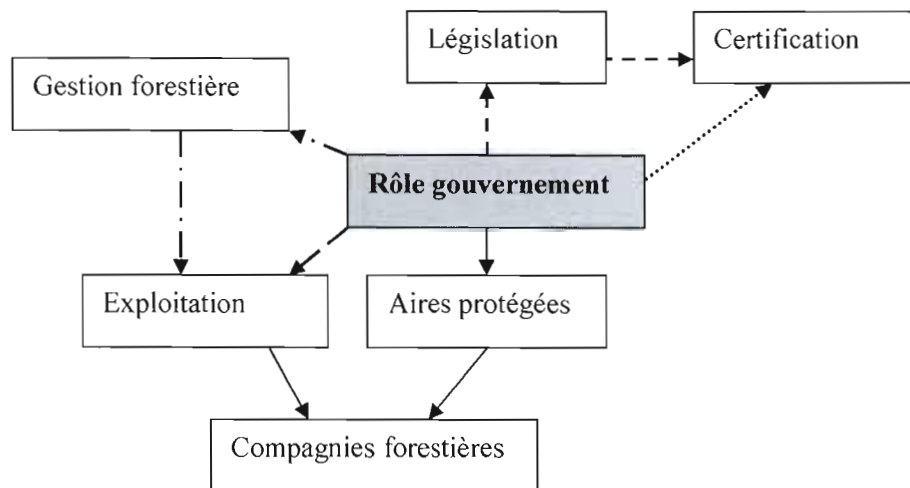 Législation
Certification
Gestion forestière
Rôle gouvernement
Exploitation
Aires protégées
Compagnies forestières